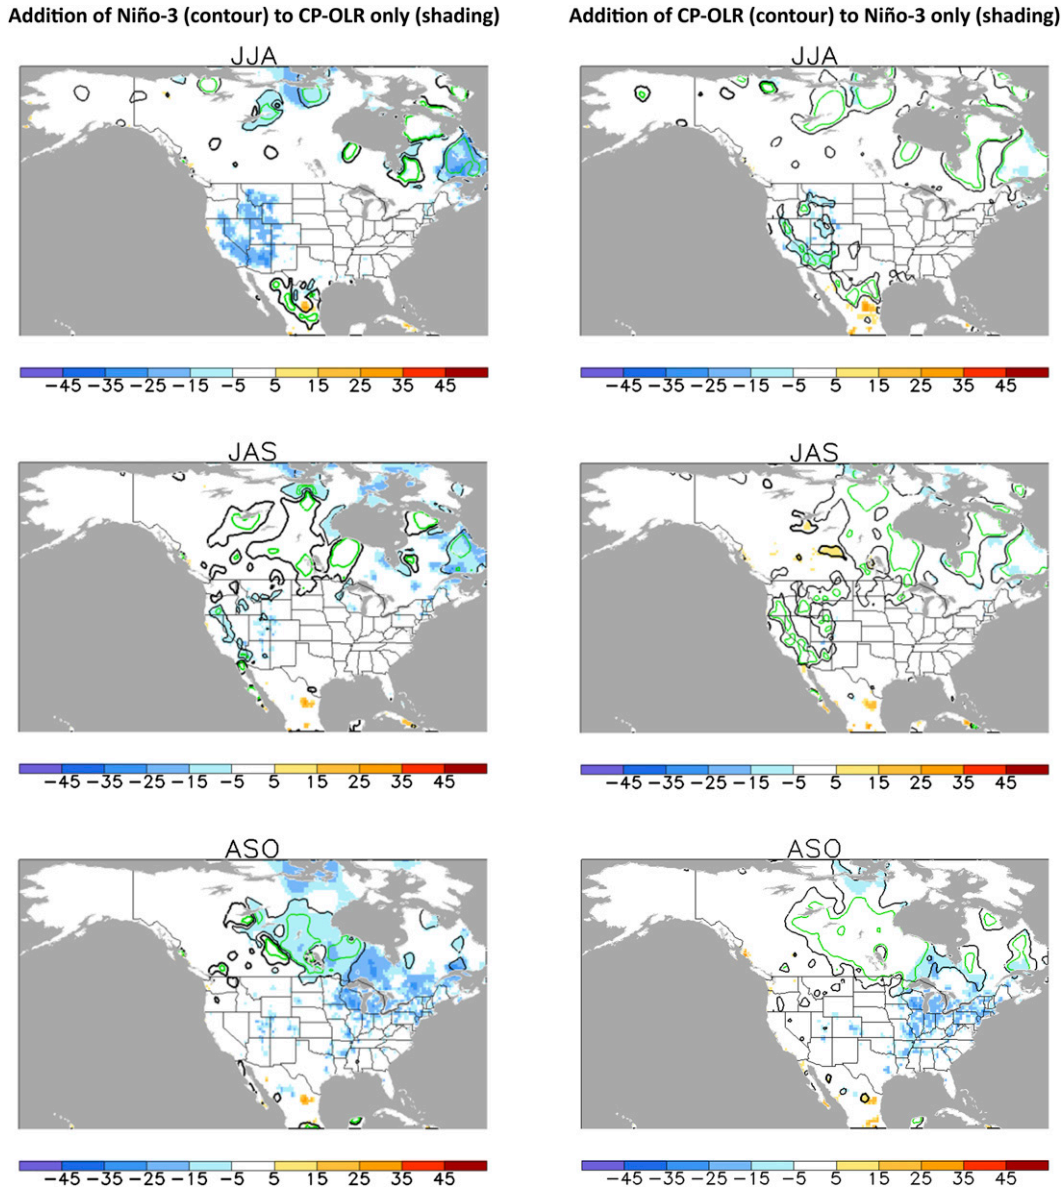 Addition of Niño-3 (contour) to CP-OLR only (shading)
Addition of CP-OLR (contour) to Niño-3 only (shading)
JJA
JJA
−45 −35 −25 −15 −5 5 15 25 35 45
−45 −35 −25 −15 −5 5 15 25 35 45
JAS
JAS
−45 −35 −25 −15 −5 5 15 25 35 45
−45 −35 −25 −15 −5 5 15 25 35 45
ASO
ASO
−45 −35 −25 −15 −5 5 15 25 35 45
−45 −35 −25 −15 −5 5 15 25 35 45